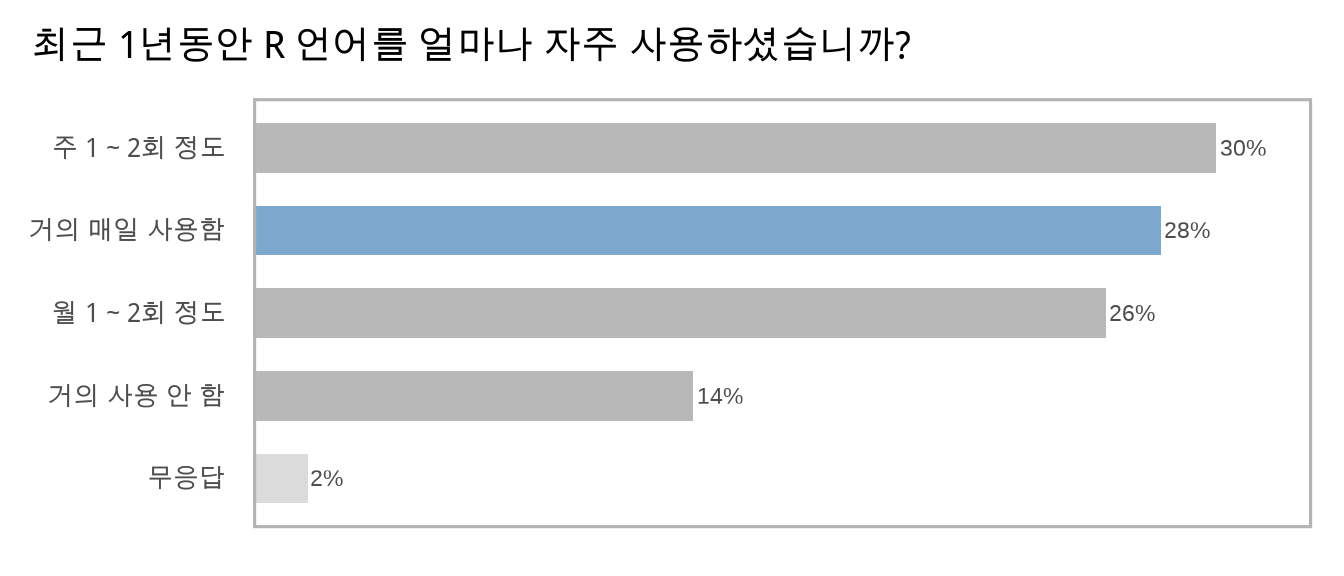 최근 1년동안 R 언어를 얼마나 자주 사용하셨습니까?
주 1 ~ 2회 정도 30%
거의 매일 사용함 28%
월 1 ~ 2회 정도 26%
거의 사용 안 함 14%
무응답 2%